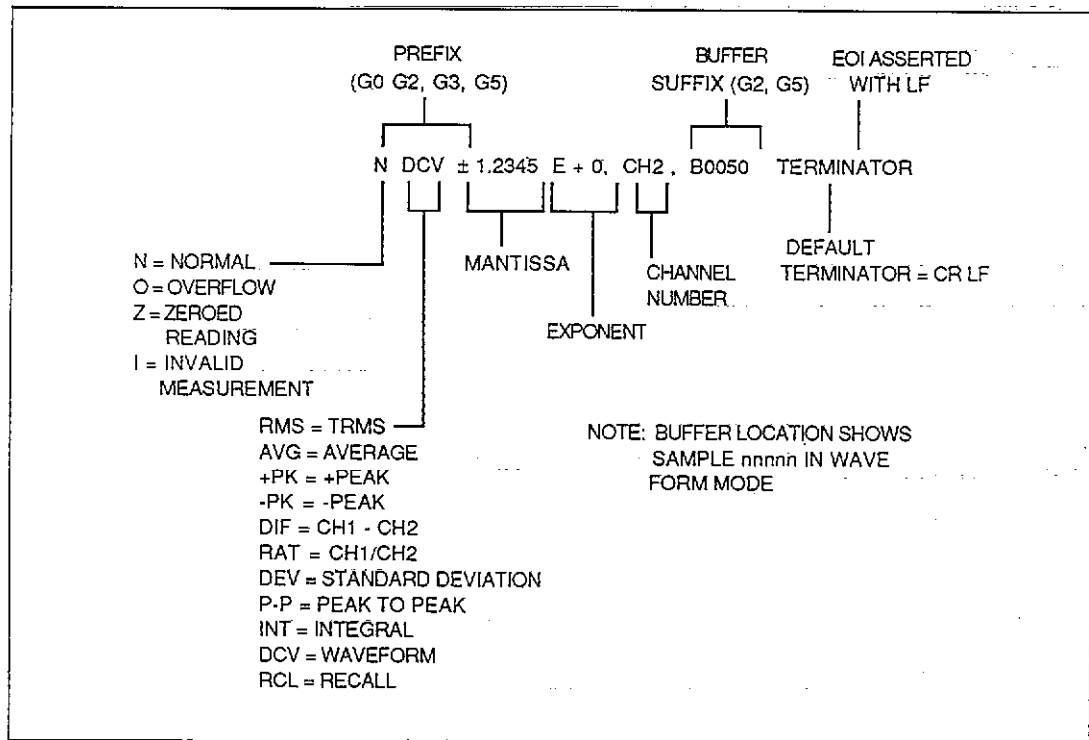 PREFIX
(G0 G2, G3, G5)
BUFFER
SUFFIX (G2, G5)
EOI ASSERTED
WITH LF
N DCV ± 1.2345 E + 0, CH2, B0050 TERMINATOR
N = NORMAL
O = OVERFLOW
Z = ZEROED
READING
I = INVALID
MEASUREMENT
MANTISSA
EXPONENT
CHANNEL
NUMBER
DEFAULT
TERMINATOR = CR LF
RMS = TRMS
AVG = AVERAGE
+PK = +PEAK
-PK = -PEAK
DIF = CH1 - CH2
RAT = CH1/CH2
DEV = STANDARD DEVIATION
P-P = PEAK TO PEAK
INT = INTEGRAL
DCV = WAVEFORM
RCL = RECALL
NOTE: BUFFER LOCATION SHOWS
SAMPLE nnnnn IN WAVE
FORM MODE